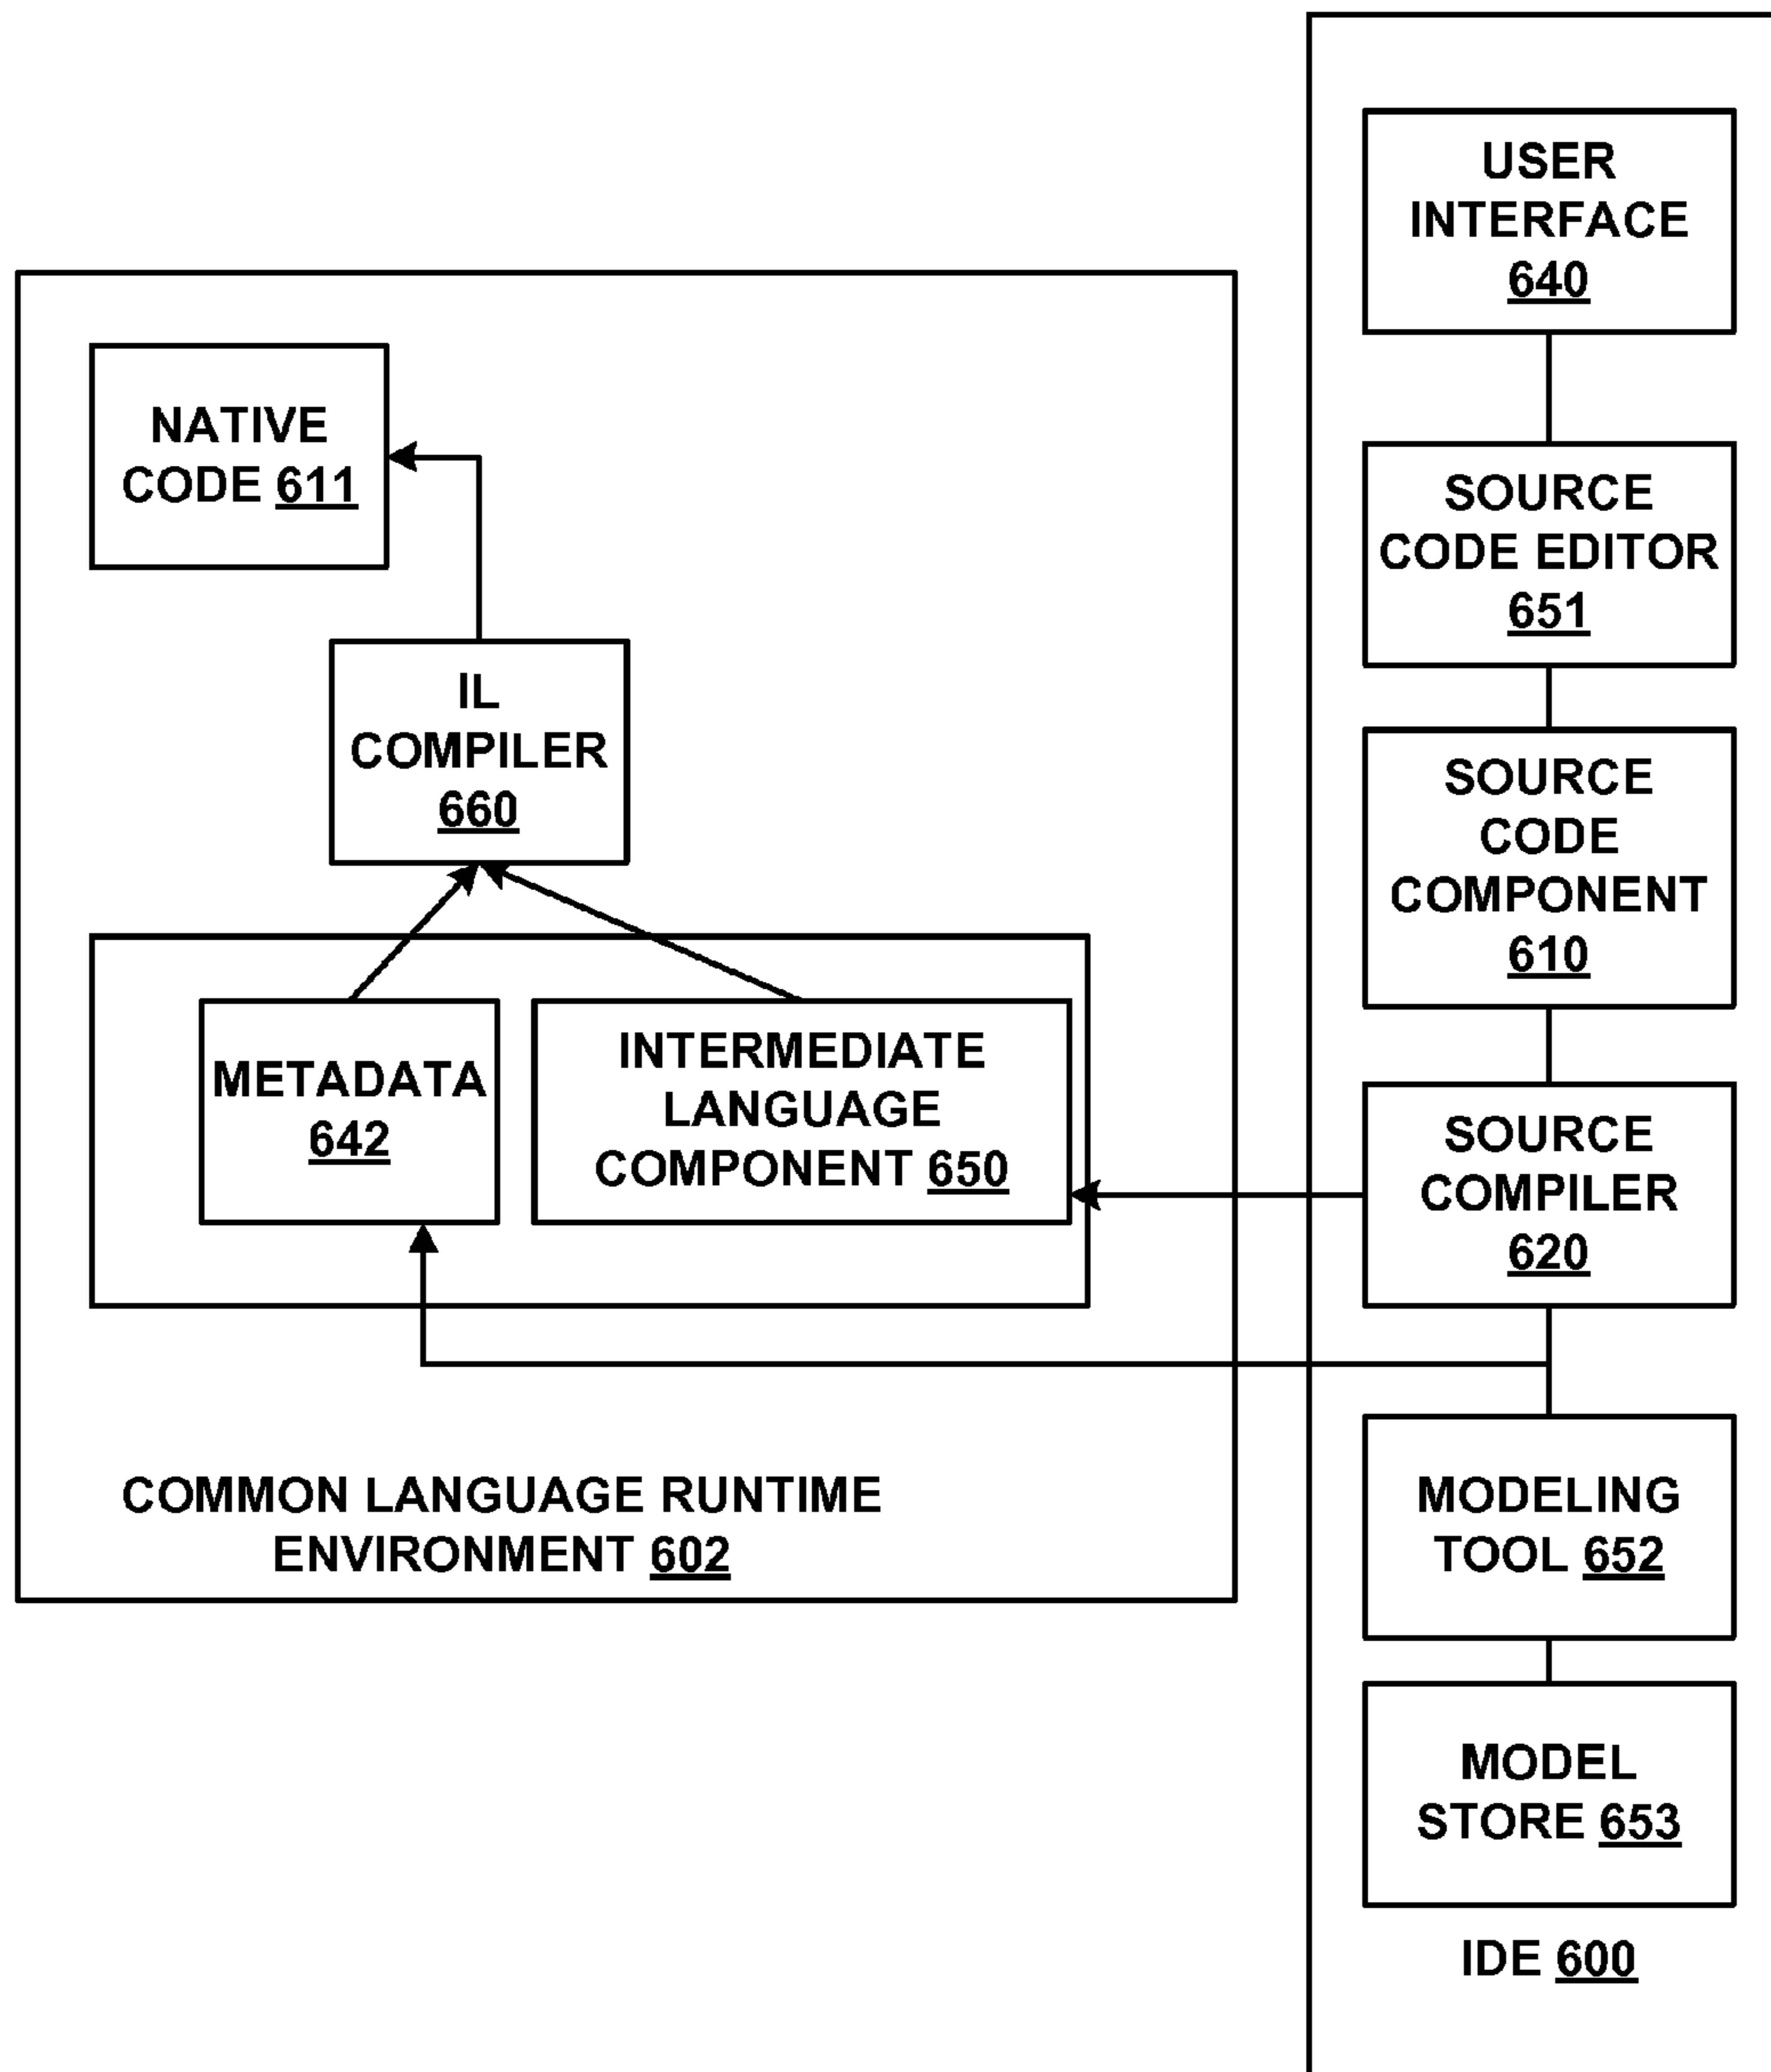 NATIVE
CODE 611
IL
COMPILER
660
METADATA
642
INTERMEDIATE
LANGUAGE
COMPONENT 650
COMMON LANGUAGE RUNTIME
ENVIRONMENT 602
USER
INTERFACE
640
SOURCE
CODE EDITOR
651
SOURCE
CODE
COMPONENT
610
SOURCE
COMPILER
620
MODELING
TOOL 652
MODEL
STORE 653
IDE 600